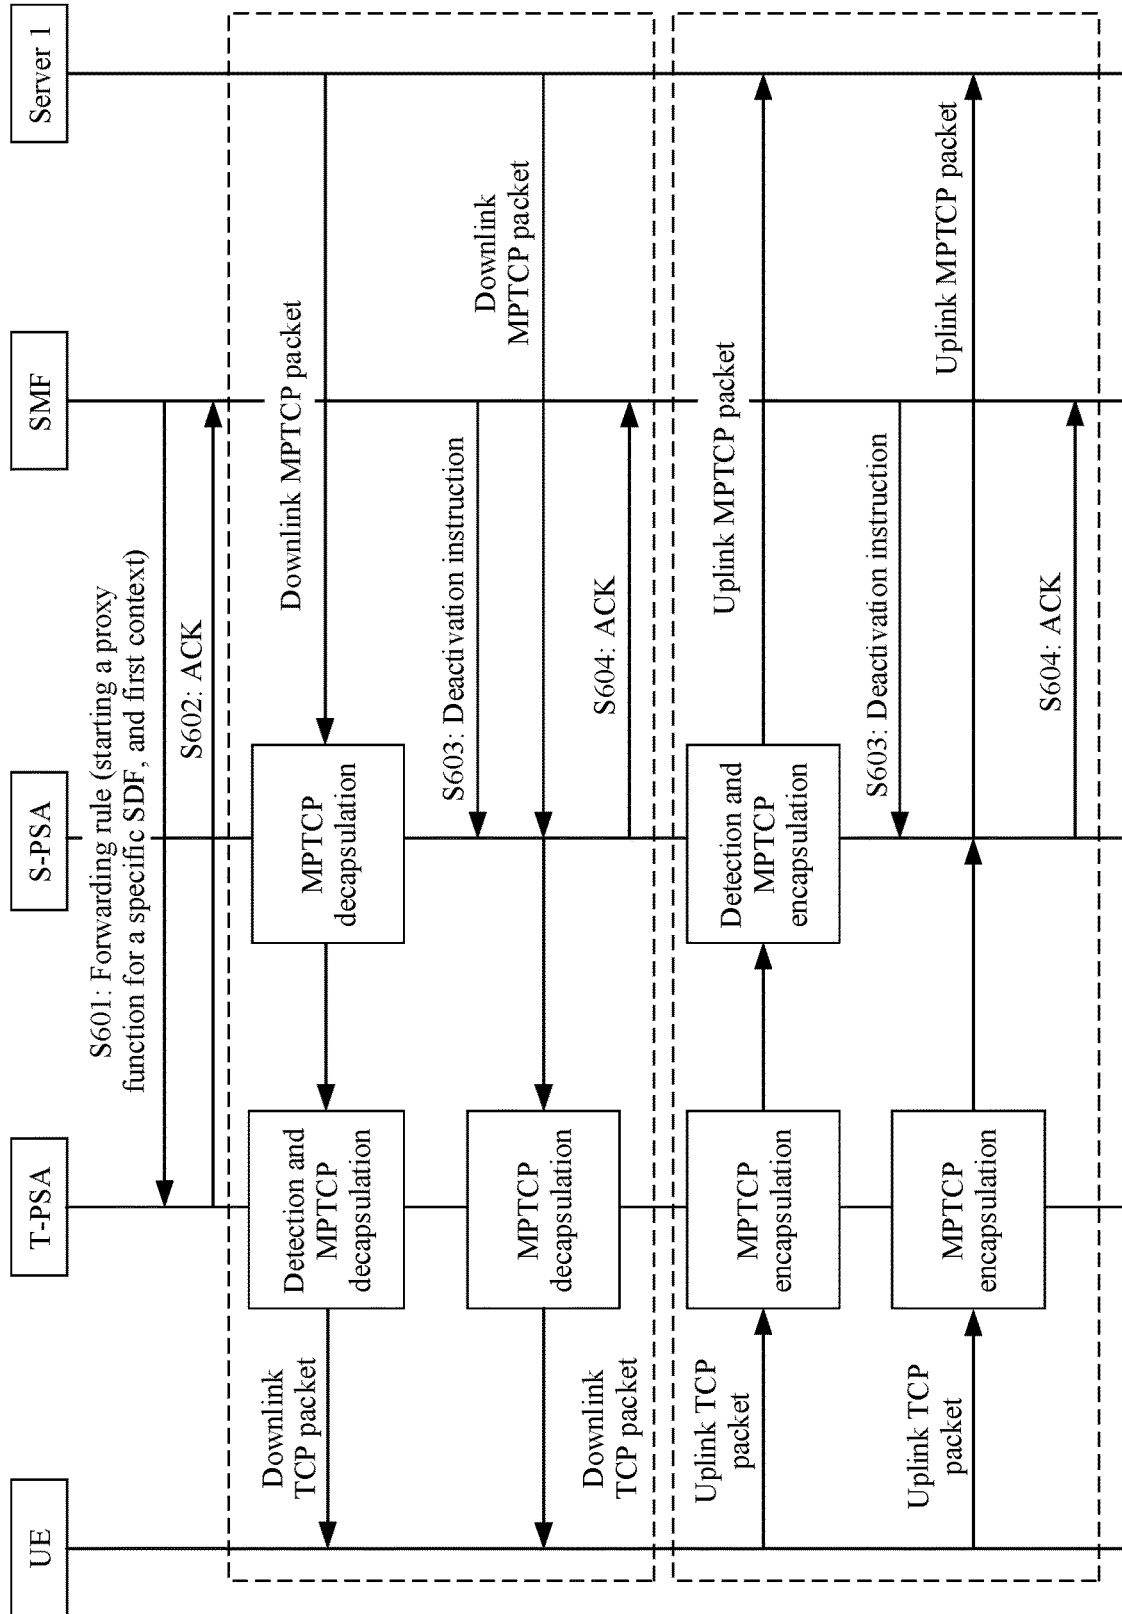 UE
T-PSA
S-PSA
SMF
Server 1
S601: Forwarding rule (starting a proxy
function for a specific SDF, and first context)
S602: ACK
Downlink
TCP packet
Detection and
MPTCP
decapsulation
MPTCP
decapsulation
Downlink MPTCP packet
S603: Deactivation instruction
Downlink
TCP packet
MPTCP
decapsulation
Downlink
MPTCP packet
S604: ACK
Uplink TCP
packet
MPTCP
encapsulation
Detection and
MPTCP
encapsulation
Uplink MPTCP packet
S603: Deactivation instruction
Uplink TCP
packet
MPTCP
encapsulation
Uplink MPTCP packet
S604: ACK